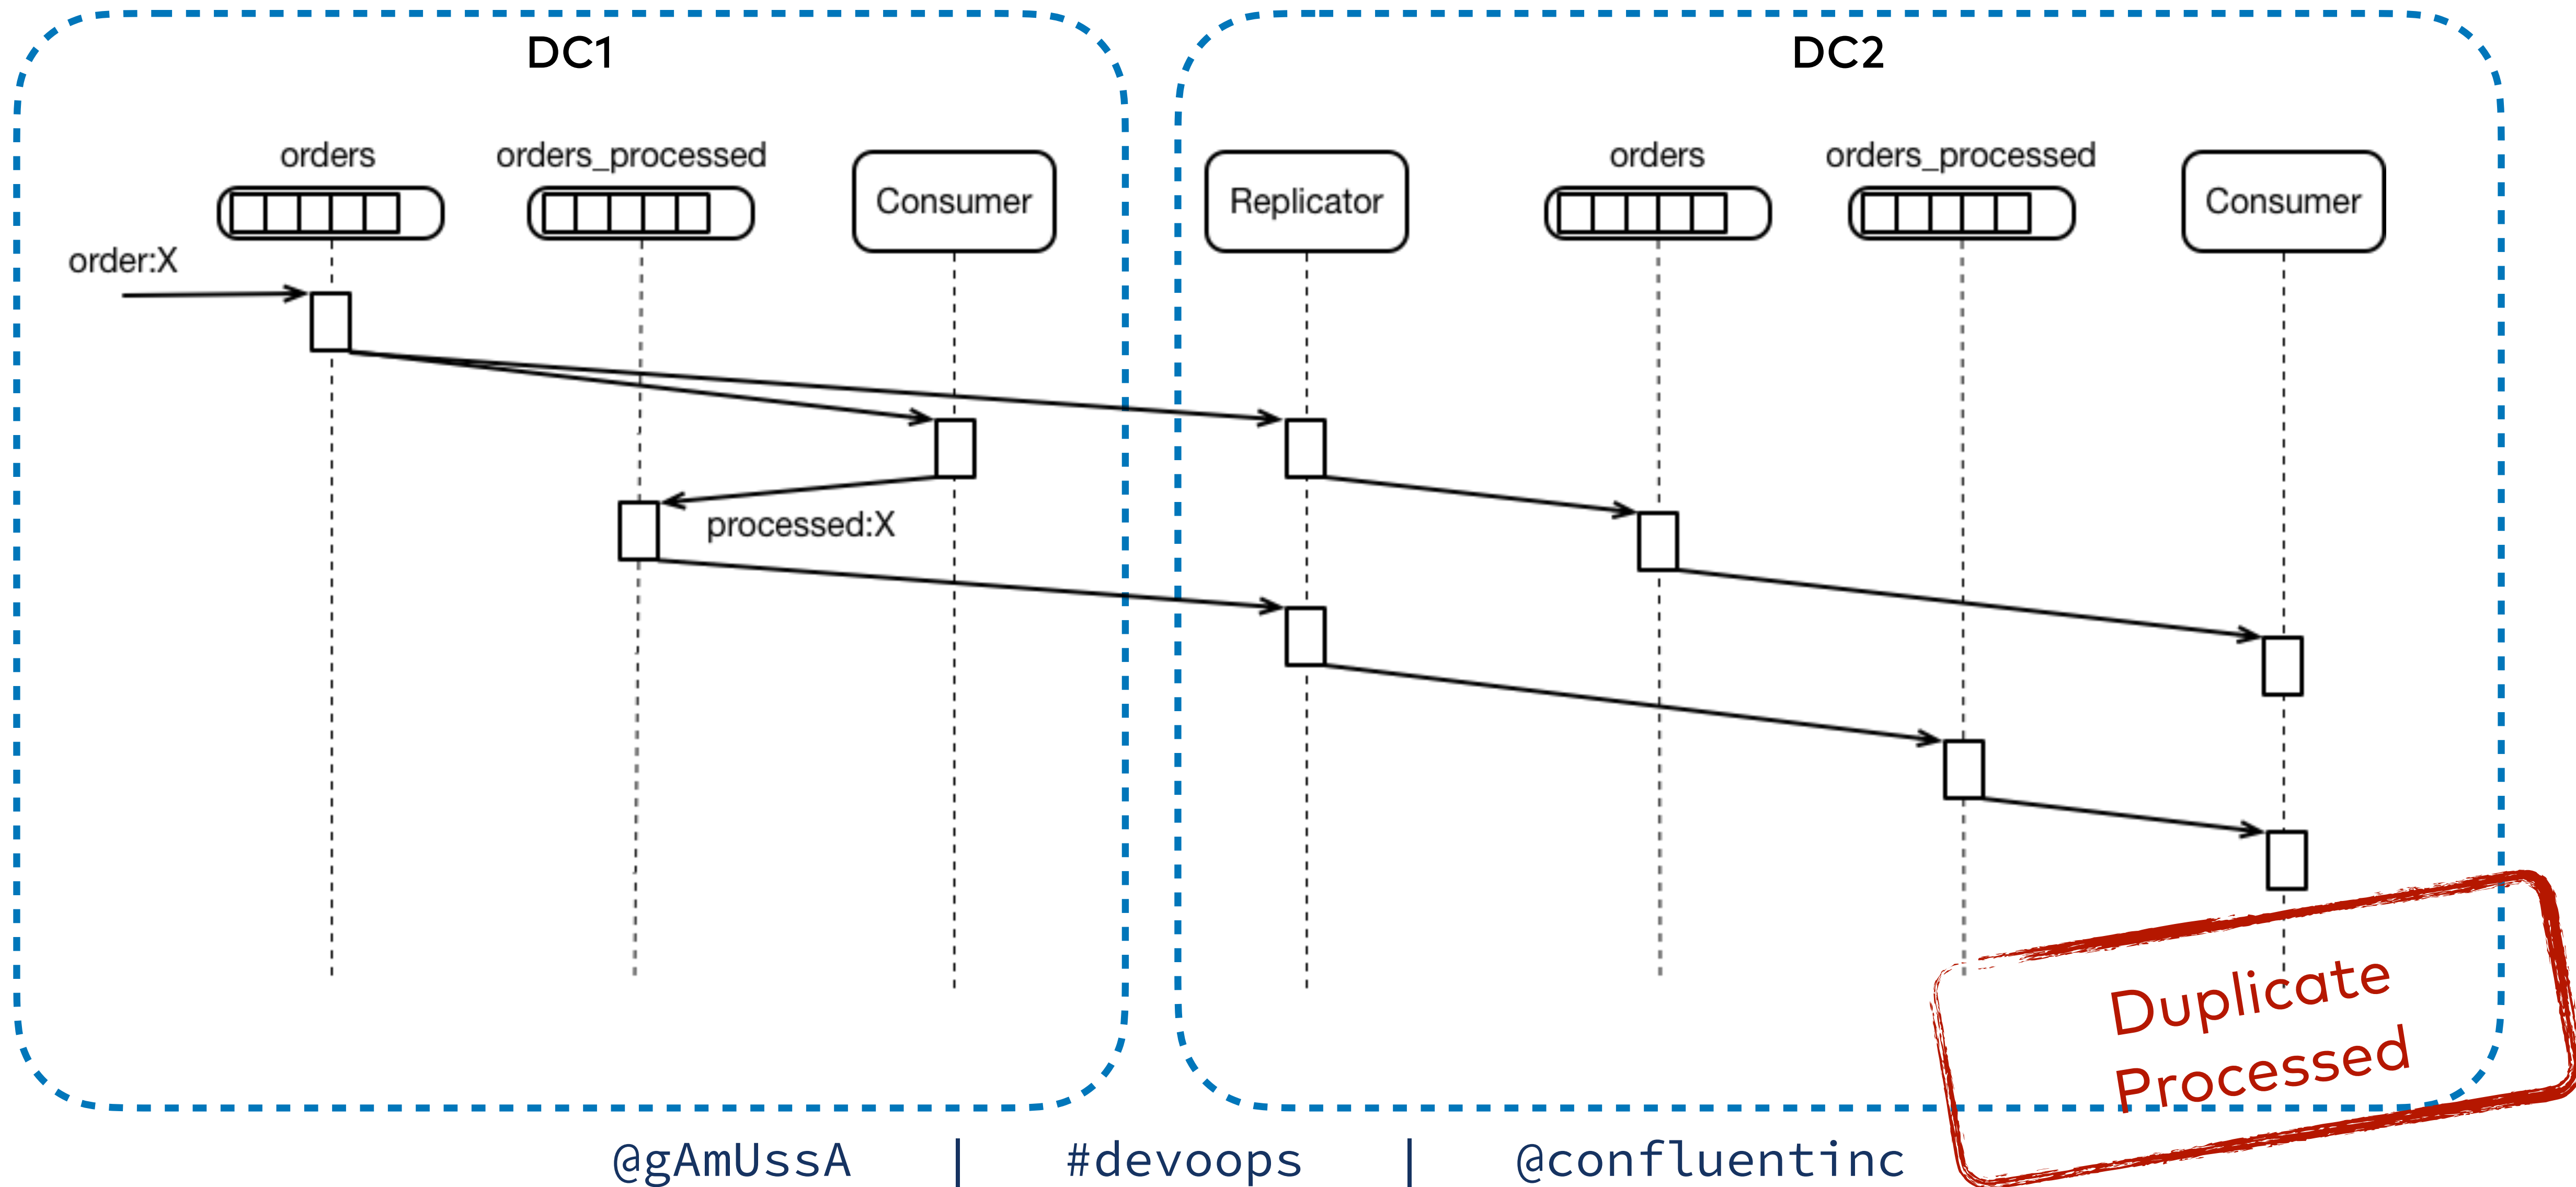 DC1
DC2
orders
orders_processed
Consumer
Replicator
orders
orders_processed
Consumer
order:X
processed:X
Duplicate
Processed
@gAmUssA | #devoops | @confluentinc